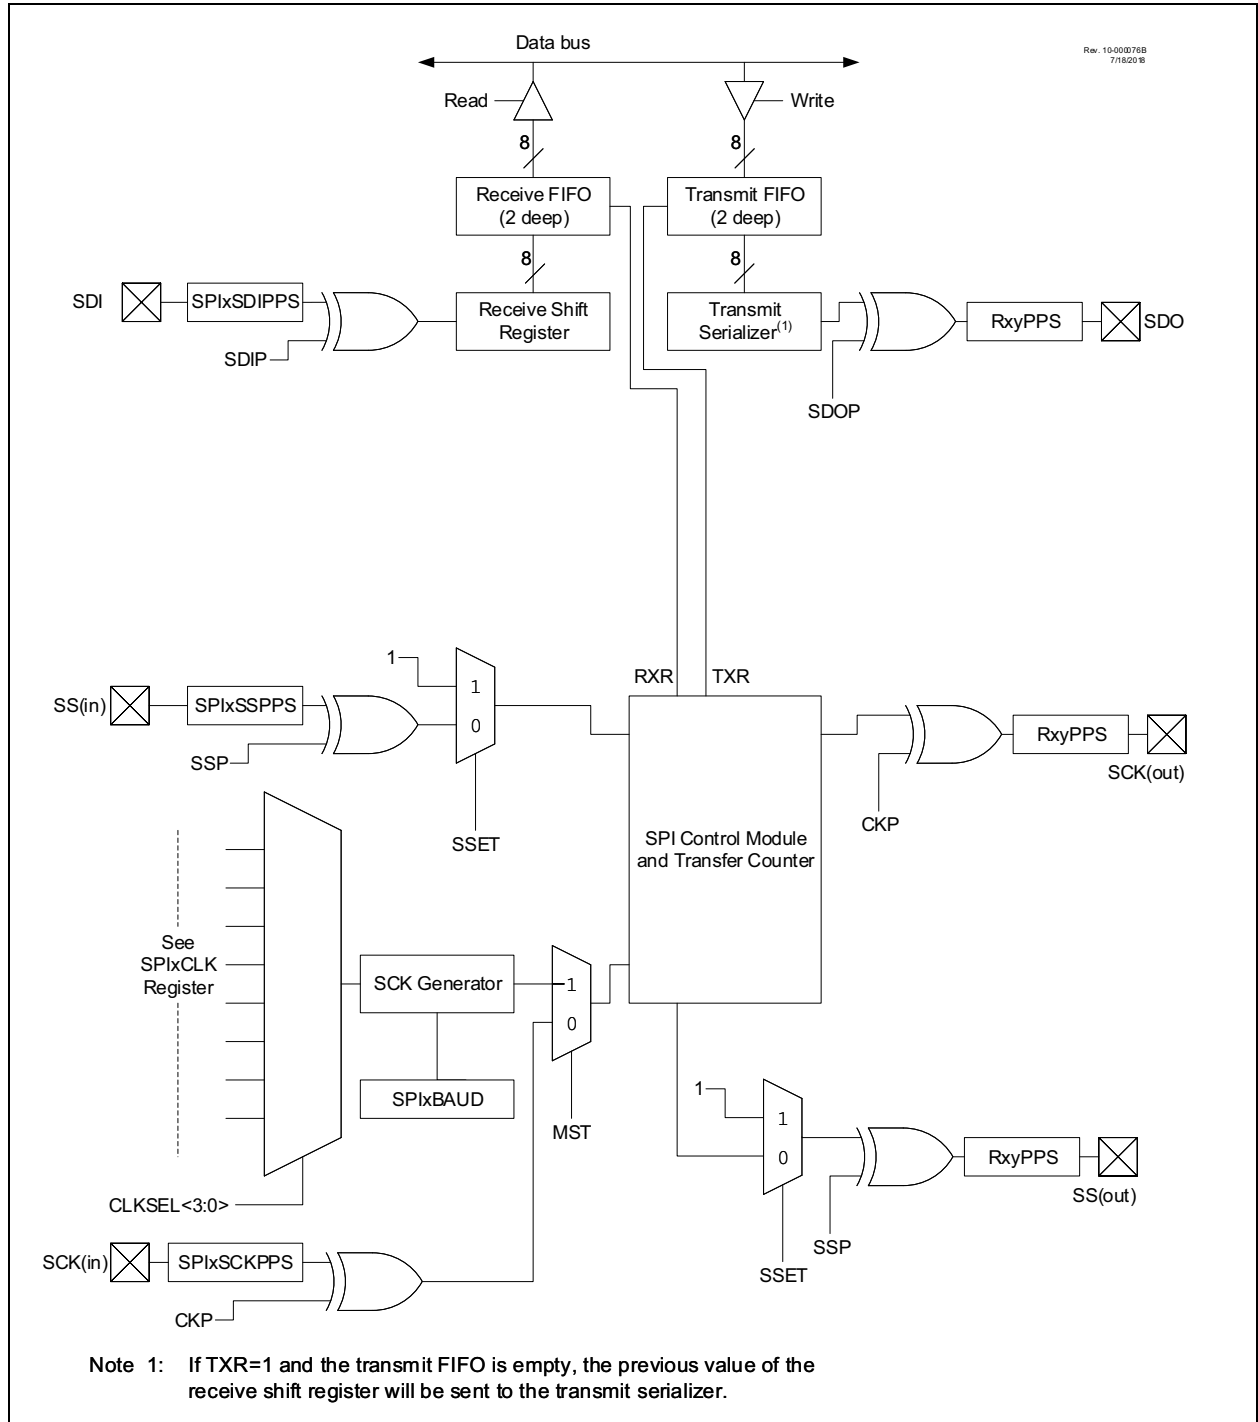 Data bus
Rev. 10-000076B
7/18/2018
Read
Write
8
8
Receive FIFO
(2 deep)
Transmit FIFO
(2 deep)
8
8
SDI
SPIxSDIPPS
Receive Shift
Register
Transmit
Serializer(1)
RxyPPS
SDO
SDIP
SDOP
1
RXR
TXR
1
0
SS(in)
SPIxSSPPS
SSP
SSET
RxyPPS
SCK(out)
CKP
SPI Control Module
and Transfer Counter
See
SPIxCLK
Register
SCK Generator
1
0
SPIxBAUD
MST
1
1
0
RxyPPS
SS(out)
CLKSEL<3:0>
SSP
SSET
SCK(in)
SPIxSCKPPS
CKP
Note 1: If TXR=1 and the transmit FIFO is empty, the previous value of the
receive shift register will be sent to the transmit serializer.